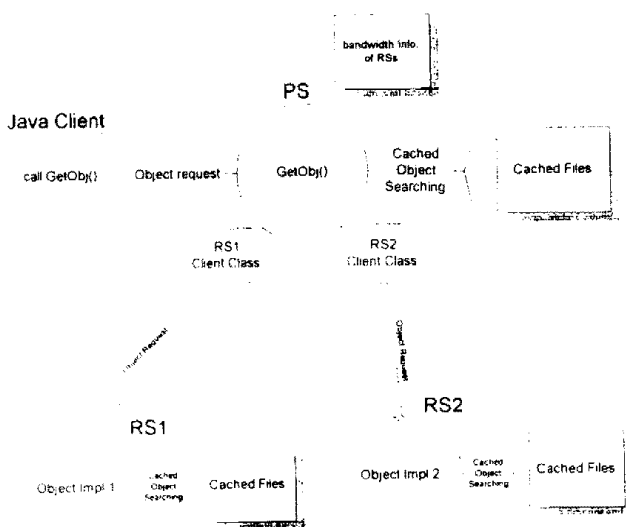 bandwidth info.
of RSs
PS
Java Client
call GetObj()
Object request
GetObj()
Cached
Object
Searching
Cached Files
RS1
Client Class
RS2
Client Class
Object Request
Object Request
RS1
RS2
Object Impl 1
Cached
Object
Searching
Cached Files
Object Impl 2
Cached
Object
Searching
Cached Files